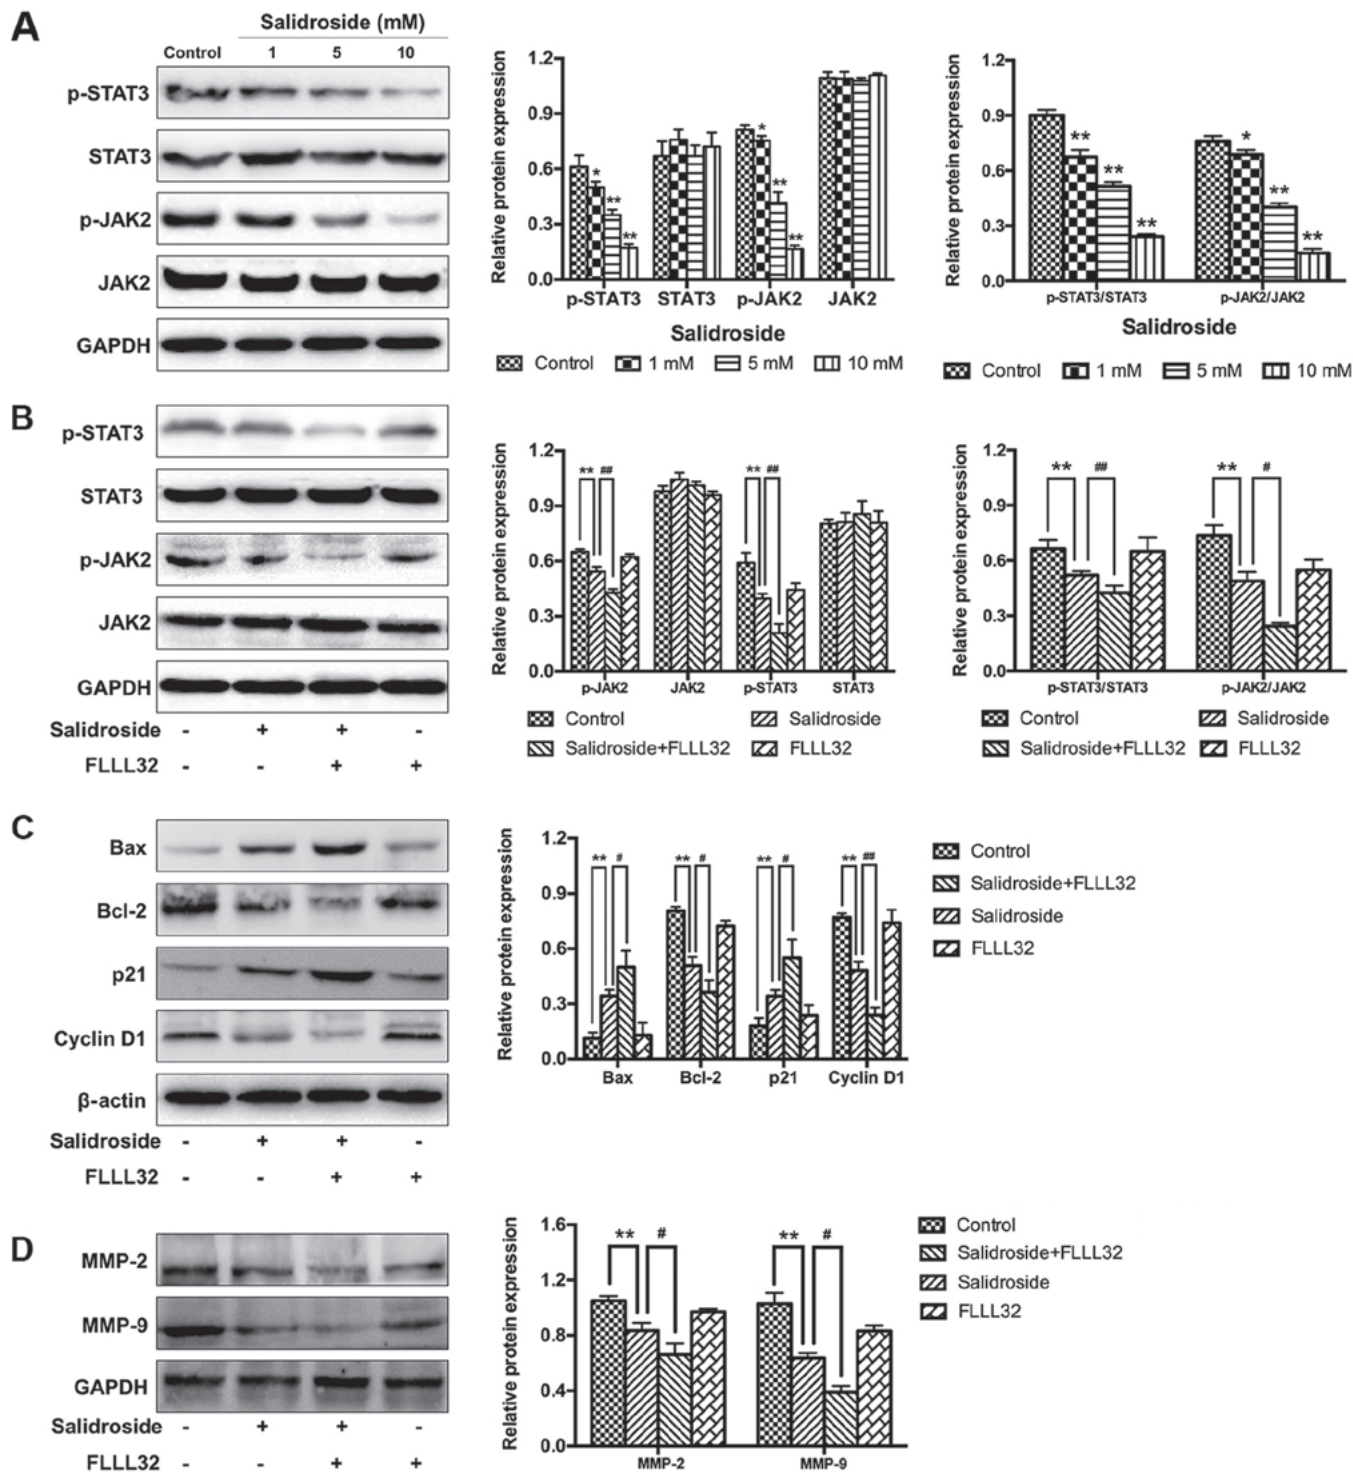 A
Salidroside (mM)
Control 1 5 10
p-STAT3
STAT3
p-JAK2
JAK2
GAPDH
Relative protein expression
1.2
0.9
0.6
0.3
0.0
* ** ** * ** **
p-STAT3 STAT3 p-JAK2 JAK2
Salidroside
Control 1 mM 5 mM 10 mM
Relative protein expression
1.2
0.9
0.6
0.3
0.0
** ** ** * ** **
p-STAT3/STAT3 p-JAK2/JAK2
Salidroside
Control 1 mM 5 mM 10 mM
B
p-STAT3
STAT3
p-JAK2
JAK2
GAPDH
Salidroside - + + -
FLLL32 - - + +
Relative protein expression
1.2
0.9
0.6
0.3
0.0
** ## ** ##
p-JAK2 JAK2 p-STAT3 STAT3
Control Salidroside
Salidroside+FLLL32 FLLL32
Relative protein expression
1.2
0.9
0.6
0.3
0.0
** ## ** #
p-STAT3/STAT3 p-JAK2/JAK2
Control Salidroside
Salidroside+FLLL32 FLLL32
C
Bax
Bcl-2
p21
Cyclin D1
β-actin
Salidroside - + + -
FLLL32 - - + +
Relative protein expression
1.2
0.9
0.6
0.3
0.0
** # ** # ** # ** ##
Bax Bcl-2 p21 Cyclin D1
Control
Salidroside+FLLL32
Salidroside
FLLL32
D
MMP-2
MMP-9
GAPDH
Salidroside - + + -
FLLL32 - - + +
Relative protein expression
1.6
1.2
0.8
0.4
0.0
** # ** #
MMP-2 MMP-9
Control
Salidroside+FLLL32
Salidroside
FLLL32